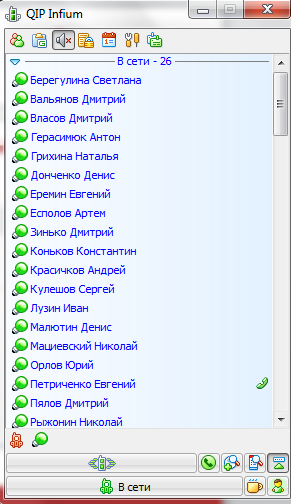 QIP Infium
В сети - 26
Берегулина Светлана
Вальянов Дмитрий
Власов Дмитрий
Герасимюк Антон
Грихина Наталья
Донченко Денис
Еремин Евгений
Есполов Артем
Зинько Дмитрий
Коньков Константин
Красичков Андрей
Кулешов Сергей
Лузин Иван
Малютин Денис
Мациевский Николай
Орлов Юрий
Петриченко Евгений
Пялов Дмитрий
Рыжонин Николай
В сети